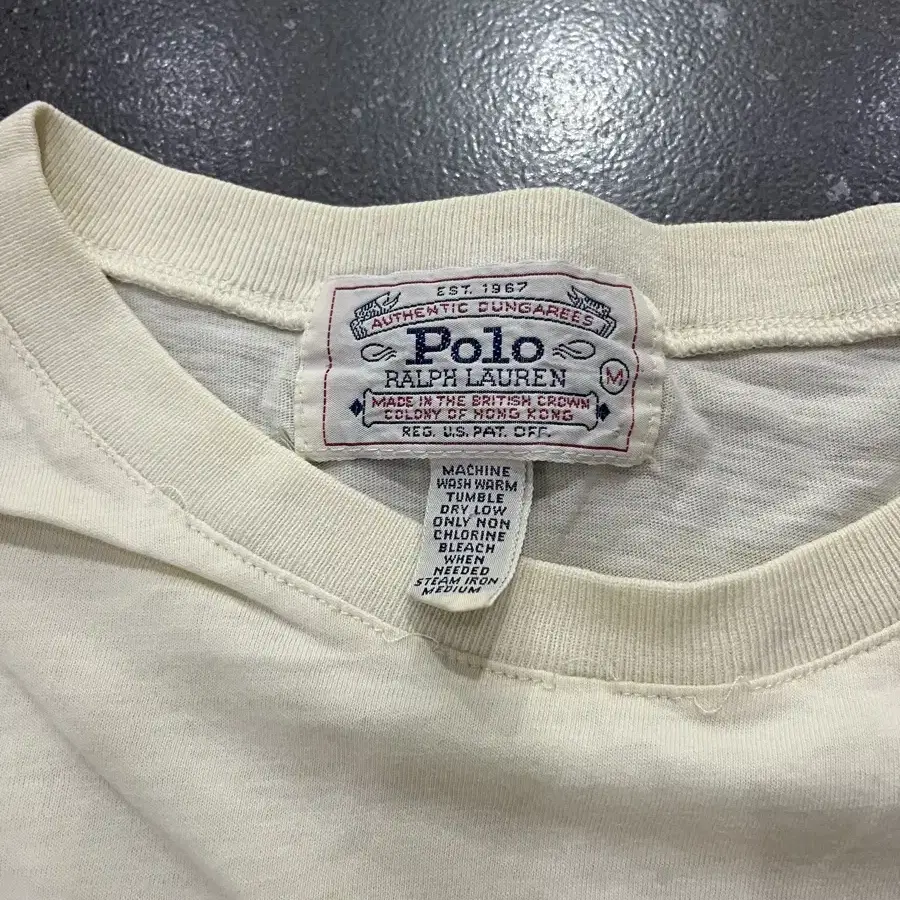 EST. 1967
AUTHENTIC DUNGAREES
Polo
RALPH LAUREN
M
MADE IN THE BRITISH CROWN
COLONY OF HONG KONG
REG. U.S. PAT. OFF.
MACHINE
WASH WARM
TUMBLE
DRY LOW
ONLY NON
CHLORINE
BLEACH
WHEN
NEEDED
STEAM IRON
MEDIUM